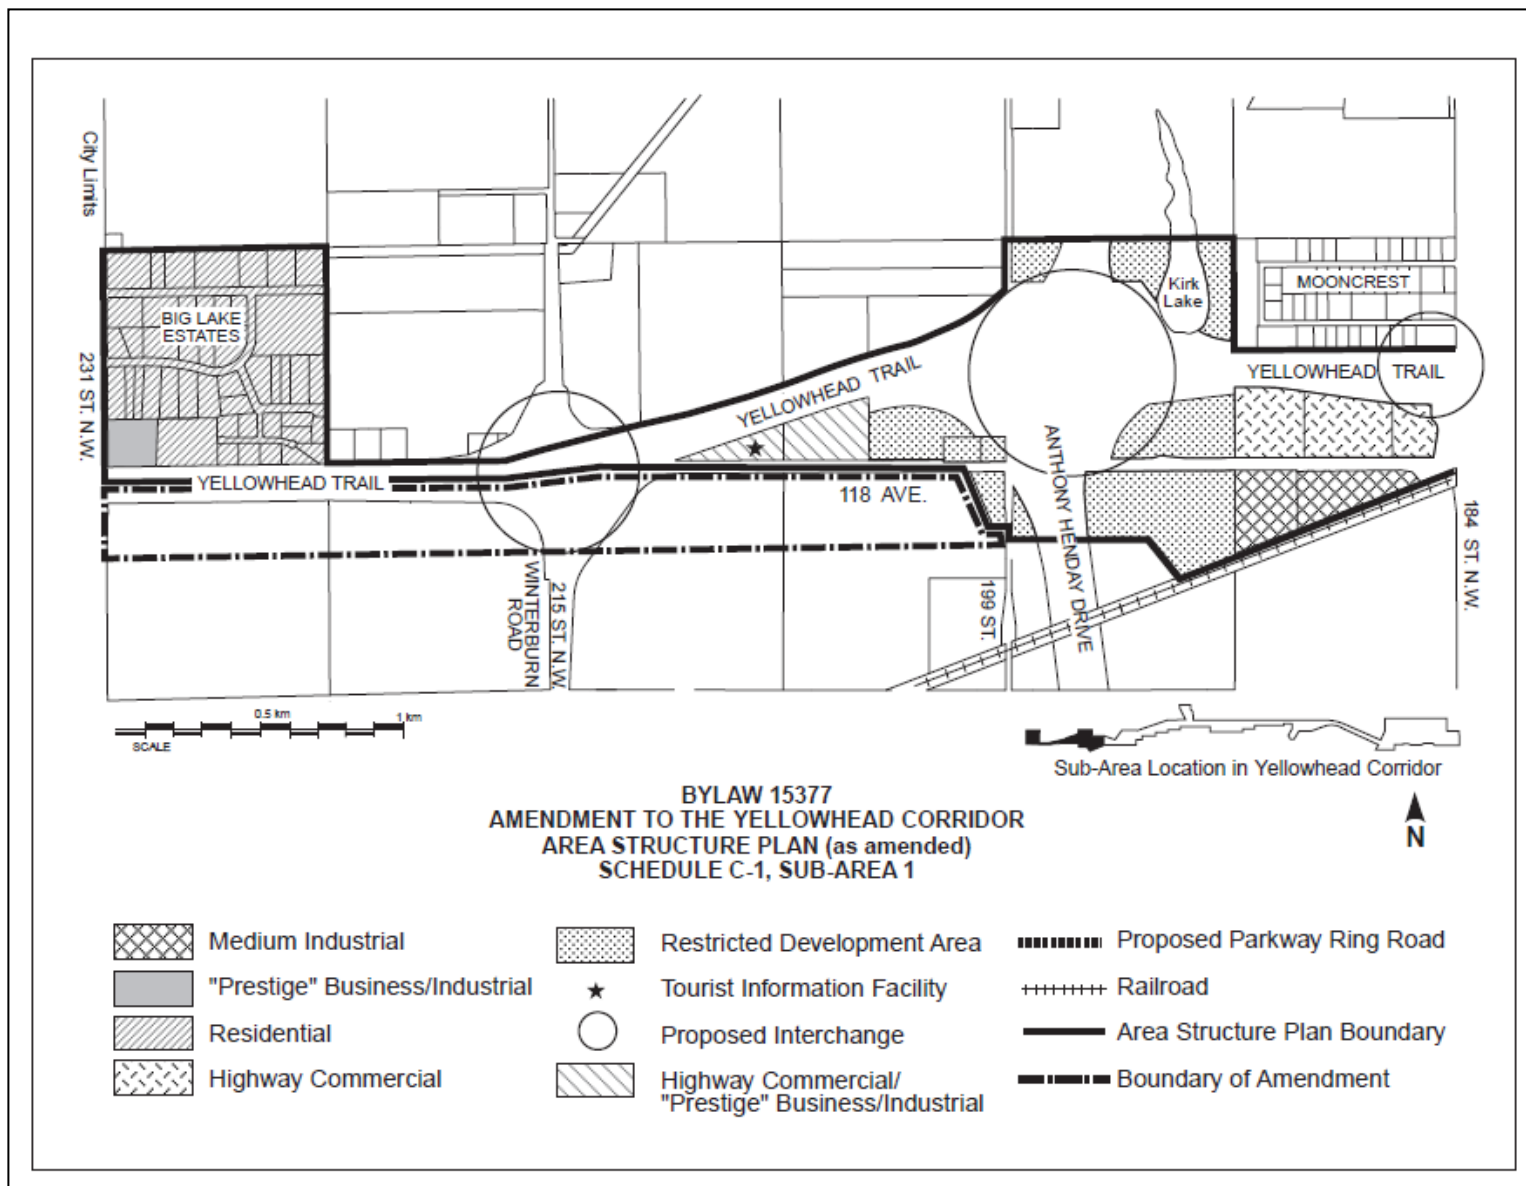 City Limits
Kirk
Lake
MOONCREST
BIG LAKE
ESTATES
231 ST. N.W.
YELLOWHEAD TRAIL
YELLOWHEAD TRAIL
YELLOWHEAD TRAIL
118 AVE.
ANTHONY HENDAY DRIVE
184 ST. N.W.
WINTERBURN
ROAD
215 ST. N.W.
199 ST.
0.5 km
1 km
SCALE
Sub-Area Location in Yellowhead Corridor
N
BYLAW 15377
AMENDMENT TO THE YELLOWHEAD CORRIDOR
AREA STRUCTURE PLAN (as amended)
SCHEDULE C-1, SUB-AREA 1
Medium Industrial
"Prestige" Business/Industrial
Residential
Highway Commercial
Restricted Development Area
Tourist Information Facility
Proposed Interchange
Highway Commercial/
"Prestige" Business/Industrial
Proposed Parkway Ring Road
Railroad
Area Structure Plan Boundary
Boundary of Amendment